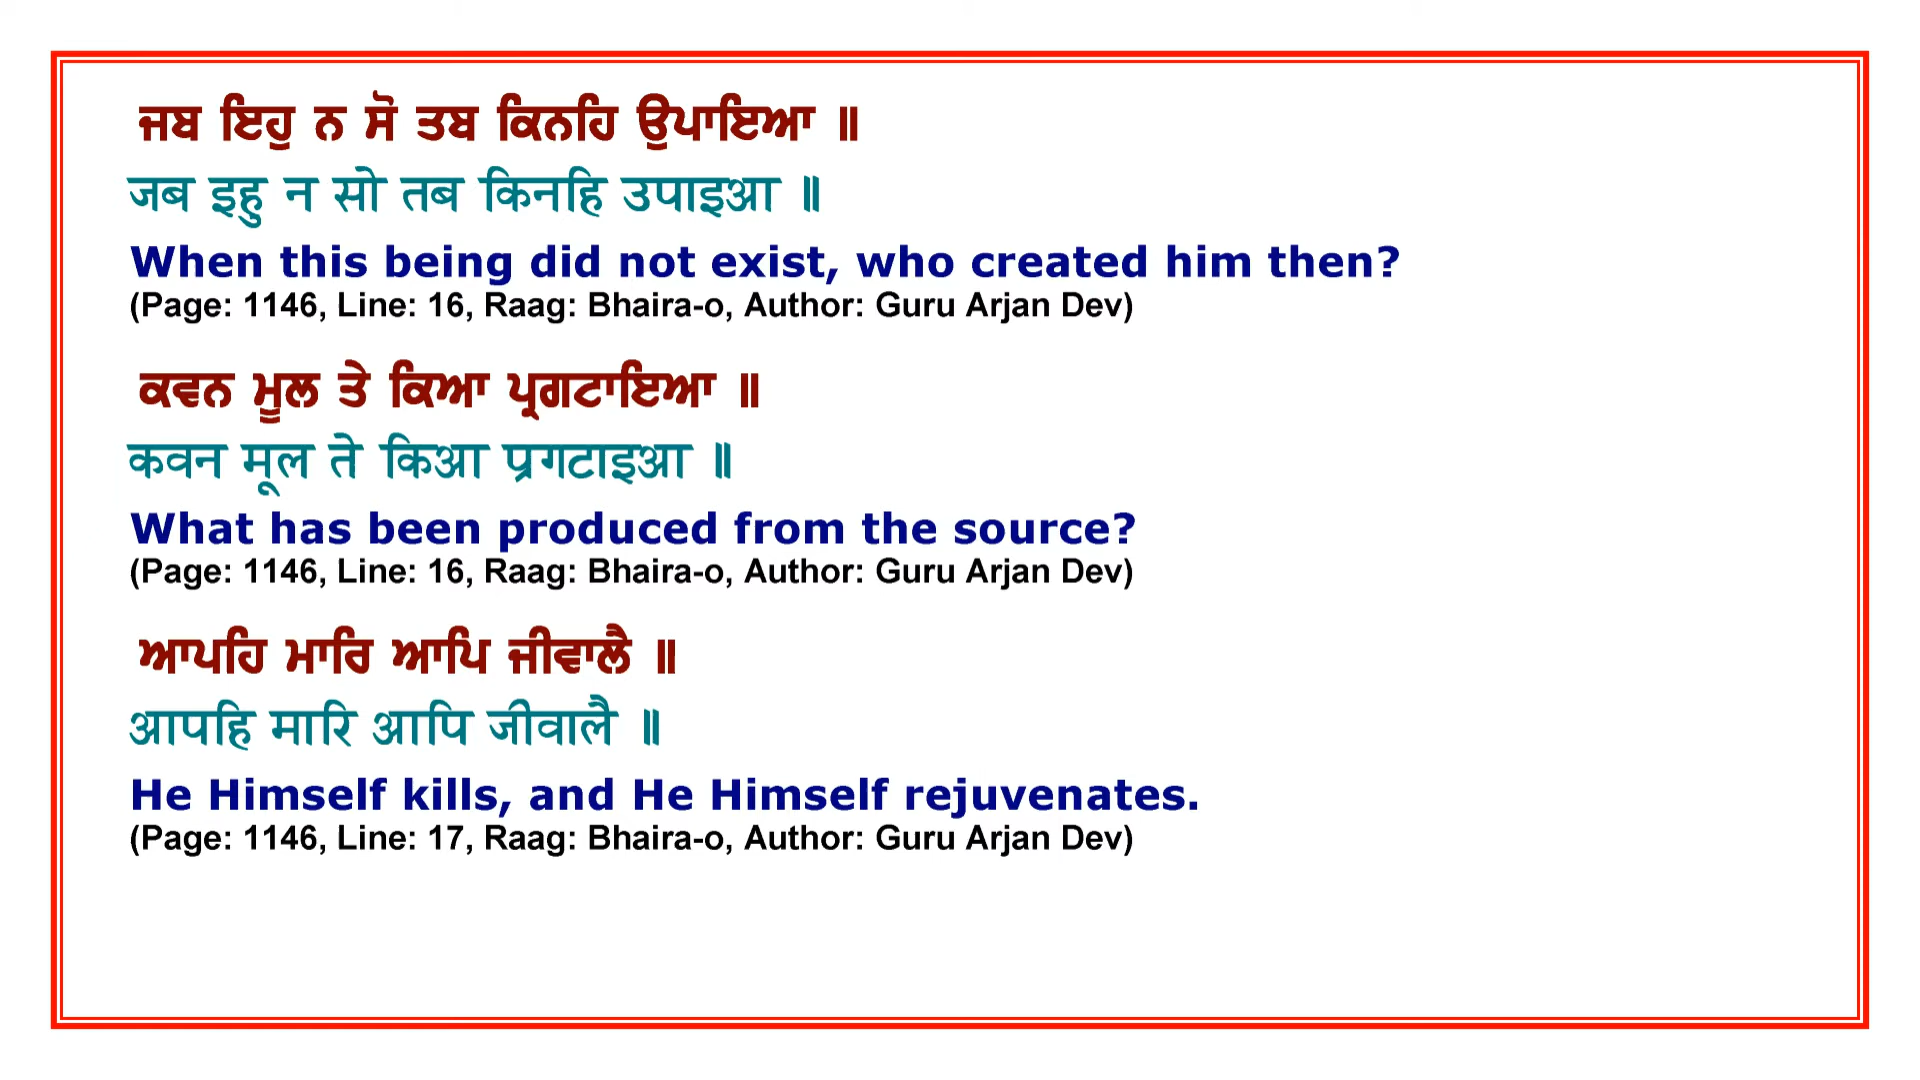 ਜਬ ਇਹੁ ਨ ਸੋ ਤਬ ਕਿਨਹਿ ਉਪਾਇਆ ॥
जब इहु न सो तब किनहि उपाइआ ॥
When this being did not exist, who created him then?
(Page: 1146, Line: 16, Raag: Bhaira-o, Author: Guru Arjan Dev)
ਕਵਨ ਮੂਲ ਤੇ ਕਿਆ ਪ੍ਰਗਟਾਇਆ ॥
कवन मूल ते किआ प्रगटाइआ ॥
What has been produced from the source?
(Page: 1146, Line: 16, Raag: Bhaira-o, Author: Guru Arjan Dev)
ਆਪਹਿ ਮਾਰਿ ਆਪਿ ਜੀਵਾਲੈ ॥
आपहि मारि आपि जीवालै ॥
He Himself kills, and He Himself rejuvenates.
(Page: 1146, Line: 17, Raag: Bhaira-o, Author: Guru Arjan Dev)